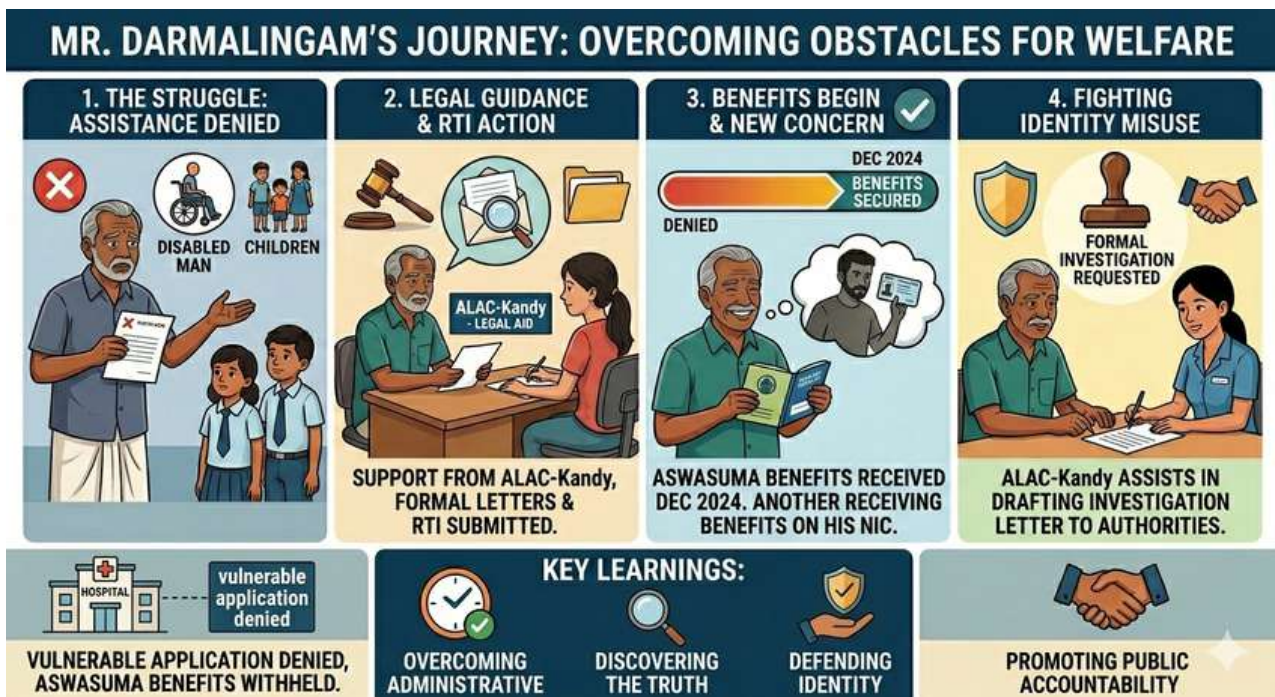 MR. DARMALINGAM'S JOURNEY: OVERCOMING OBSTACLES FOR WELFARE
1. THE STRUGGLE:
ASSISTANCE DENIED
DISABLED
MAN
CHILDREN
2. LEGAL GUIDANCE
& RTI ACTION
ALAC-Kandy
- LEGAL AID
SUPPORT FROM ALAC-Kandy,
FORMAL LETTERS &
RTI SUBMITTED.
3. BENEFITS BEGIN
& NEW CONCERN
DEC 2024
BENEFITS
SECURED
DENIED
ASWASUMA BENEFITS RECEIVED
DEC 2024. ANOTHER RECEIVING
BENEFITS ON HIS NIC.
4. FIGHTING
IDENTITY MISUSE
FORMAL
INVESTIGATION
REQUESTED
ALAC-Kandy ASSISTS IN
DRAFTING INVESTIGATION
LETTER TO AUTHORITIES.
HOSPITAL
vulnerable
application
denied
VULNERABLE APPLICATION DENIED,
ASWASUMA BENEFITS WITHHELD.
KEY LEARNINGS:
OVERCOMING
ADMINISTRATIVE
DISCOVERING
THE TRUTH
DEFENDING
IDENTITY
PROMOTING PUBLIC
ACCOUNTABILITY